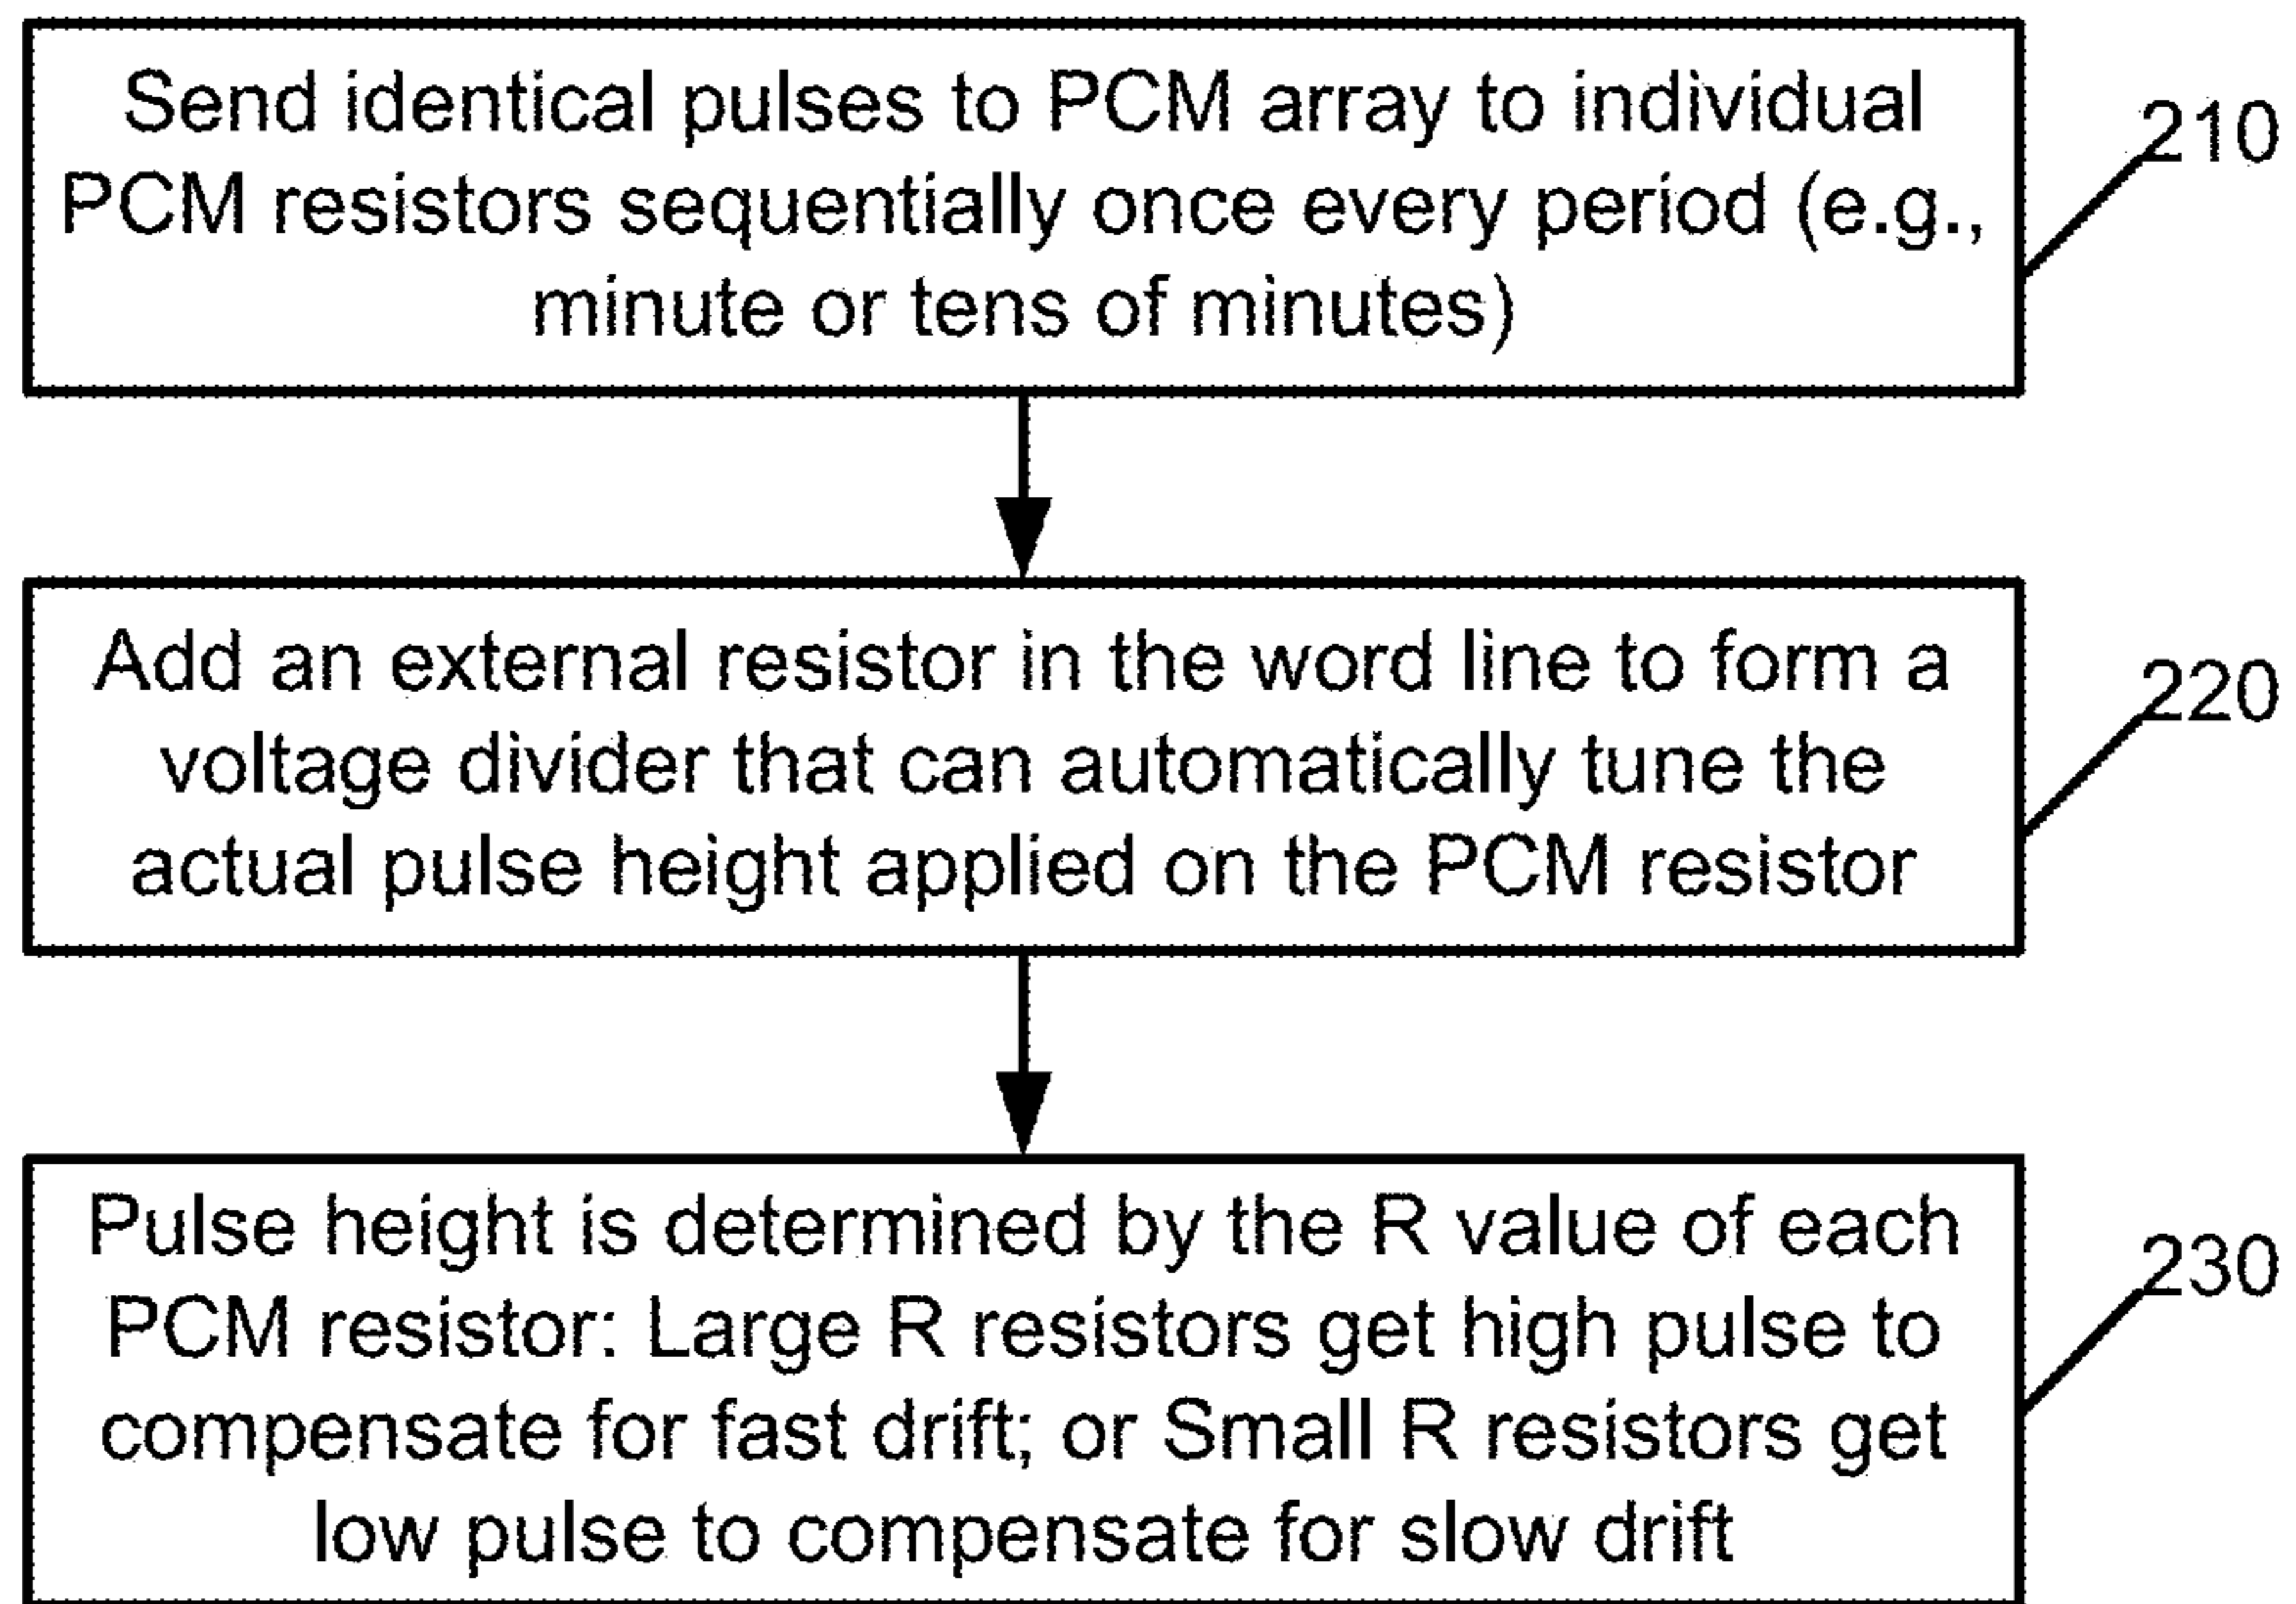 Send identical pulses to PCM array to individual
PCM resistors sequentially once every period (e.g.,
minute or tens of minutes)
210
Add an external resistor in the word line to form a
voltage divider that can automatically tune the
actual pulse height applied on the PCM resistor
220
Pulse height is determined by the R value of each
PCM resistor: Large R resistors get high pulse to
compensate for fast drift; or Small R resistors get
low pulse to compensate for slow drift
230